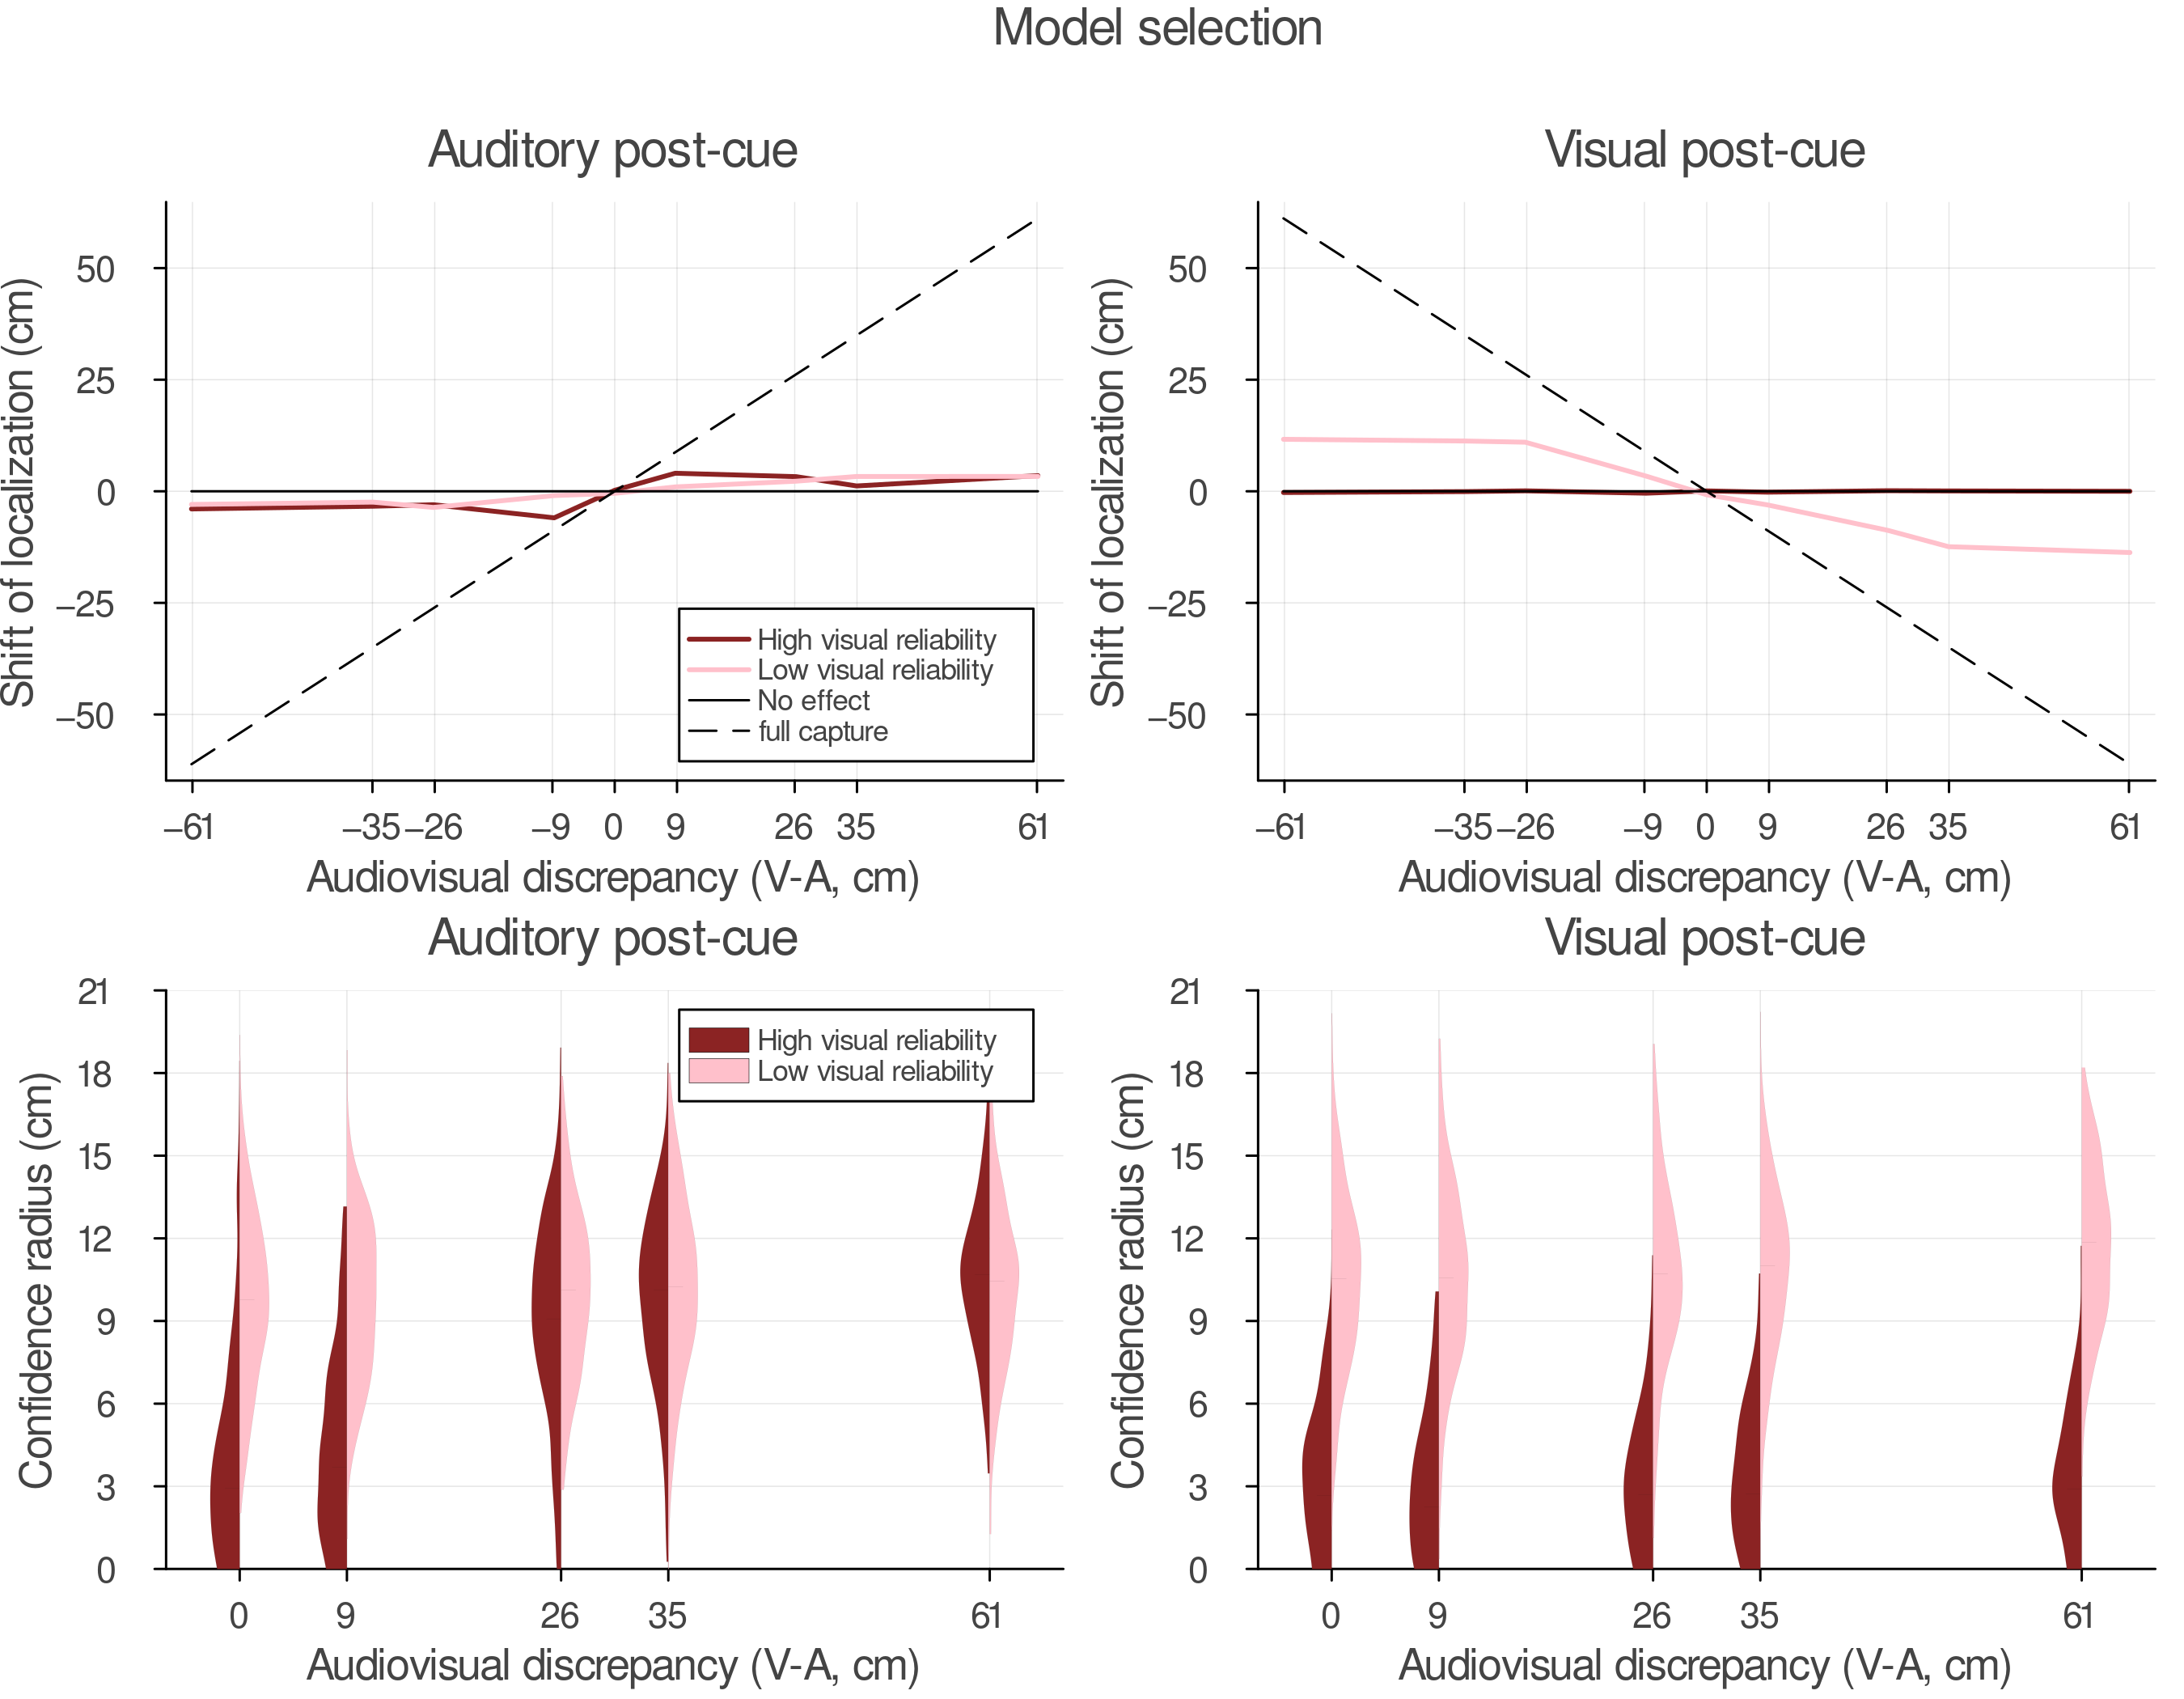 Model selection
Auditory post-cue
Shift of localization (cm)
50
25
0
−25
−50
High visual reliability
Low visual reliability
No effect
full capture
−61 −35 −26 −9 0 9 26 35 61
Audiovisual discrepancy (V-A, cm)
Visual post-cue
Shift of localization (cm)
50
25
0
−25
−50
−61 −35 −26 −9 0 9 26 35 61
Audiovisual discrepancy (V-A, cm)
Auditory post-cue
Confidence radius (cm)
21
18
15
12
9
6
3
0
High visual reliability
Low visual reliability
0 9 26 35 61
Audiovisual discrepancy (V-A, cm)
Visual post-cue
Confidence radius (cm)
21
18
15
12
9
6
3
0
0 9 26 35 61
Audiovisual discrepancy (V-A, cm)